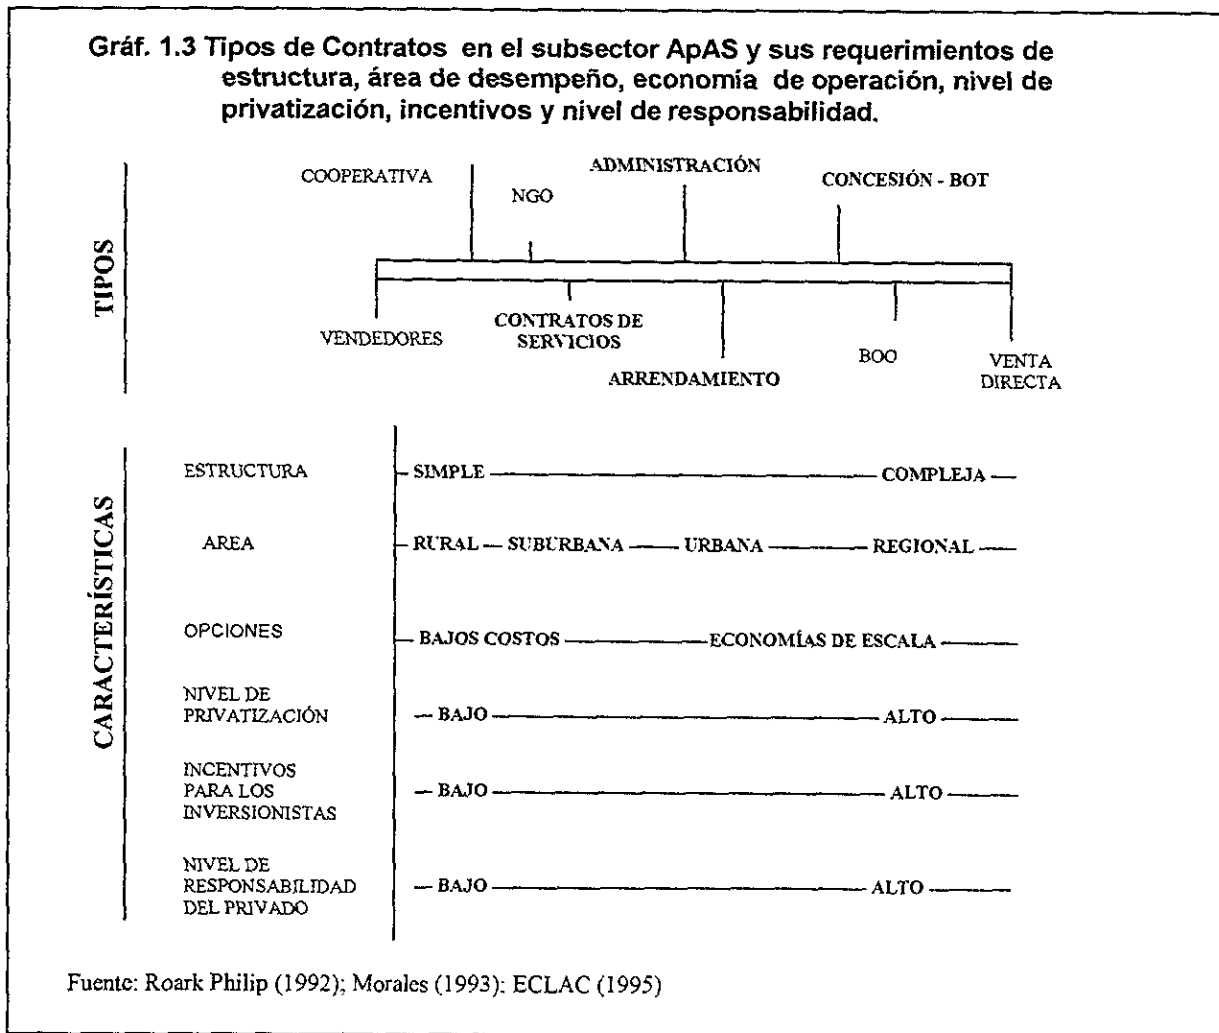 Gráf. 1.3 Tipos de Contratos en el subsector ApAS y sus requerimientos de
estructura, área de desempeño, economía de operación, nivel de
privatización, incentivos y nivel de responsabilidad.
TIPOS
COOPERATIVA
NGO
ADMINISTRACIÓN
CONCESIÓN - BOT
VENDEDORES
CONTRATOS DE
SERVICIOS
ARRENDAMIENTO
BOO
VENTA
DIRECTA
CARACTERÍSTICAS
ESTRUCTURA
SIMPLE
COMPLEJA
AREA
RURAL
SUBURBANA
URBANA
REGIONAL
OPCIONES
BAJOS COSTOS
ECONOMÍAS DE ESCALA
NIVEL DE
PRIVATIZACIÓN
BAJO
ALTO
INCENTIVOS
PARA LOS
INVERSIONISTAS
BAJO
ALTO
NIVEL DE
RESPONSABILIDAD
DEL PRIVADO
BAJO
ALTO
Fuente: Roark Philip (1992); Morales (1993): ECLAC (1995)